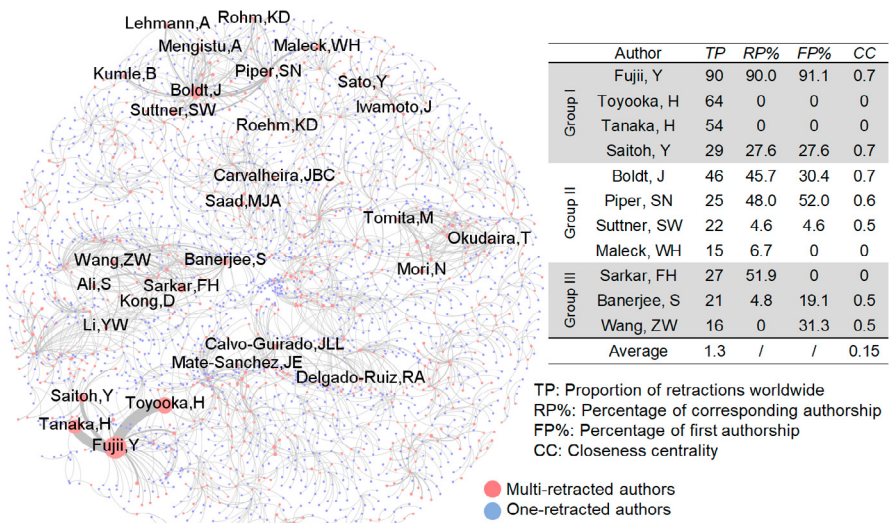 Lehmann,A
Rohm,KD
Mengistu,A
Maleck,WH
Kumle,B
Piper,SN
Boldt,J
Sato,Y
Suttner,SW
Iwamoto,J
Roehm,KD
Carvalheira,JBC
Saad,MJA
Tomita,M
Okudaira,T
Wang,ZW
Banerjee,S
Mori,N
Ali,S
Sarkar,FH
Kong,D
Li,YW
Calvo-Guirado,JLL
Mate-Sanchez,JE
Delgado-Ruiz,RA
Saitoh,Y
Toyooka,H
Tanaka,H
Fujii,Y
Author TP RP% FP% CC
Group I
Fujii, Y 90 90.0 91.1 0.7
Toyooka, H 64 0 0 0
Tanaka, H 54 0 0 0
Saitoh, Y 29 27.6 27.6 0.7
Group II
Boldt, J 46 45.7 30.4 0.7
Piper, SN 25 48.0 52.0 0.6
Suttner, SW 22 4.6 4.6 0.5
Maleck, WH 15 6.7 0 0
Group III
Sarkar, FH 27 51.9 0 0
Banerjee, S 21 4.8 19.1 0.5
Wang, ZW 16 0 31.3 0.5
Average 1.3 / / 0.15
TP: Proportion of retractions worldwide
RP%: Percentage of corresponding authorship
FP%: Percentage of first authorship
CC: Closeness centrality
Multi-retracted authors
One-retracted authors